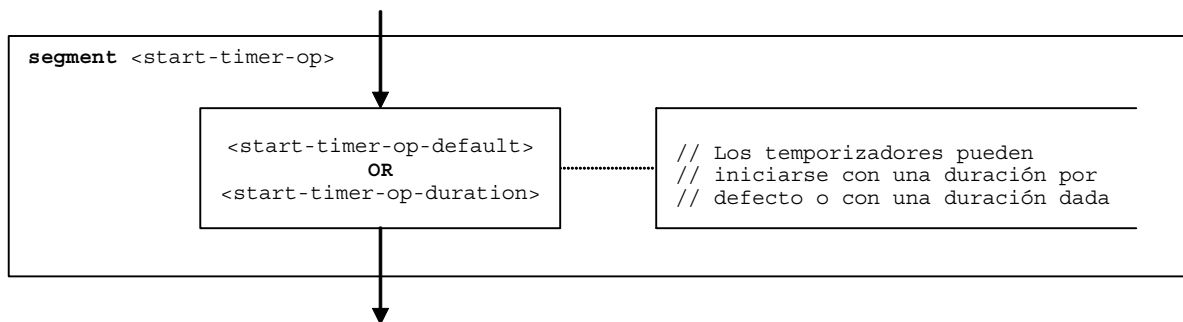 segment <start-timer-op>
<start-timer-op-default>
OR
<start-timer-op-duration>
// Los temporizadores pueden
// iniciarse con una duración por
// defecto o con una duración dada